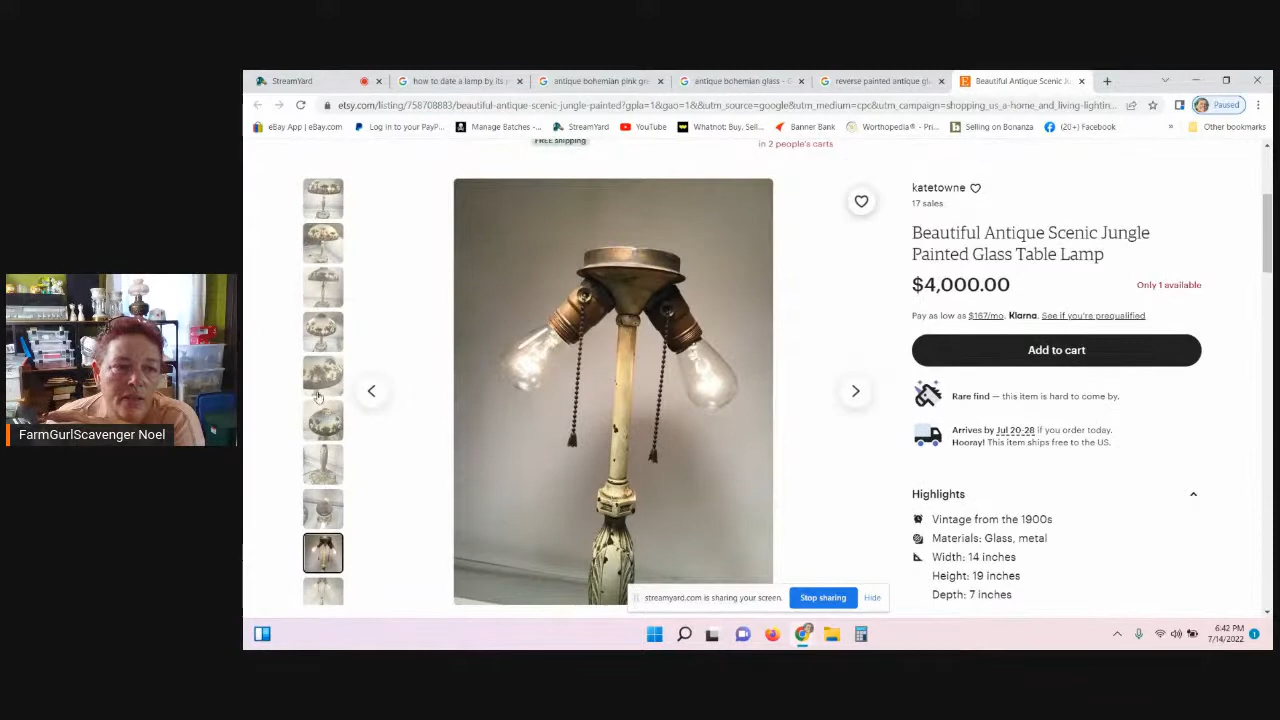 StreamYard
how to date a lamp by its p
antique bohemian pink gre
antique bohemian glass - G
reverse painted antique gl
Beautiful Antique Scenic Ju
etsy.com/listing/758708883/beautiful-antique-scenic-jungle-painted?gpla=1&gao=1&&utm_source=google&utm_medium=cpc&utm_campaign=shopping_us_a-home_and_living-lightin...
Paused
eBay App | eBay.com
Log in to your PayP...
Manage Batches -...
StreamYard
YouTube
Whatnot: Buy, Sell...
Banner Bank
Worthopedia® - Pri...
Selling on Bonanza
(20+) Facebook
»
Other bookmarks
FREE shipping
in 2 people's carts
katetowne
17 sales
Beautiful Antique Scenic Jungle
Painted Glass Table Lamp
$4,000.00
Only 1 available
Pay as low as $167/mo. Klarna. See if you're prequalified
Add to cart
Rare find — this item is hard to come by.
Arrives by Jul 20-28 if you order today.
Hooray! This item ships free to the US.
Highlights
Vintage from the 1900s
Materials: Glass, metal
Width: 14 inches
Height: 19 inches
Depth: 7 inches
FarmGurlScavenger Noel
streamyard.com is sharing your screen.
Stop sharing
Hide
6:42 PM
7/14/2022
1